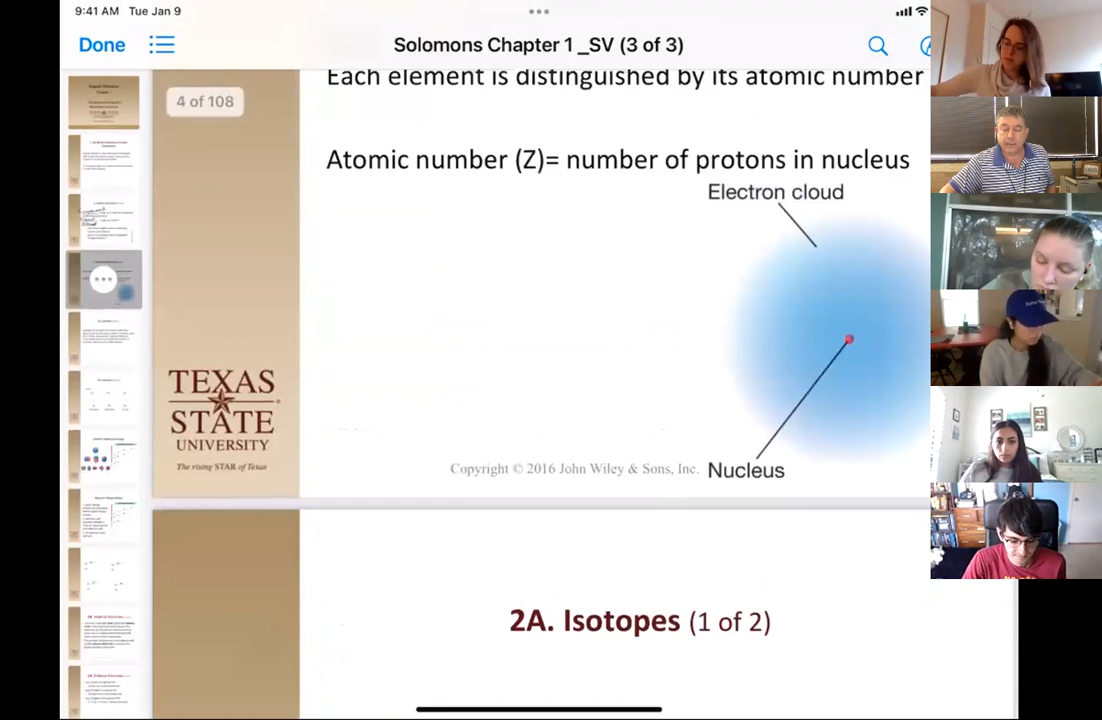 9:41 AM Tue Jan 9
Done
Solomons Chapter 1 _SV (3 of 3)
4 of 108
Each element is distinguished by its atomic number
Atomic number (Z)= number of protons in nucleus
Electron cloud
TEXAS
STATE
UNIVERSITY
The rising STAR of Texas
Copyright © 2016 John Wiley & Sons, Inc.
Nucleus
2A. Isotopes (1 of 2)